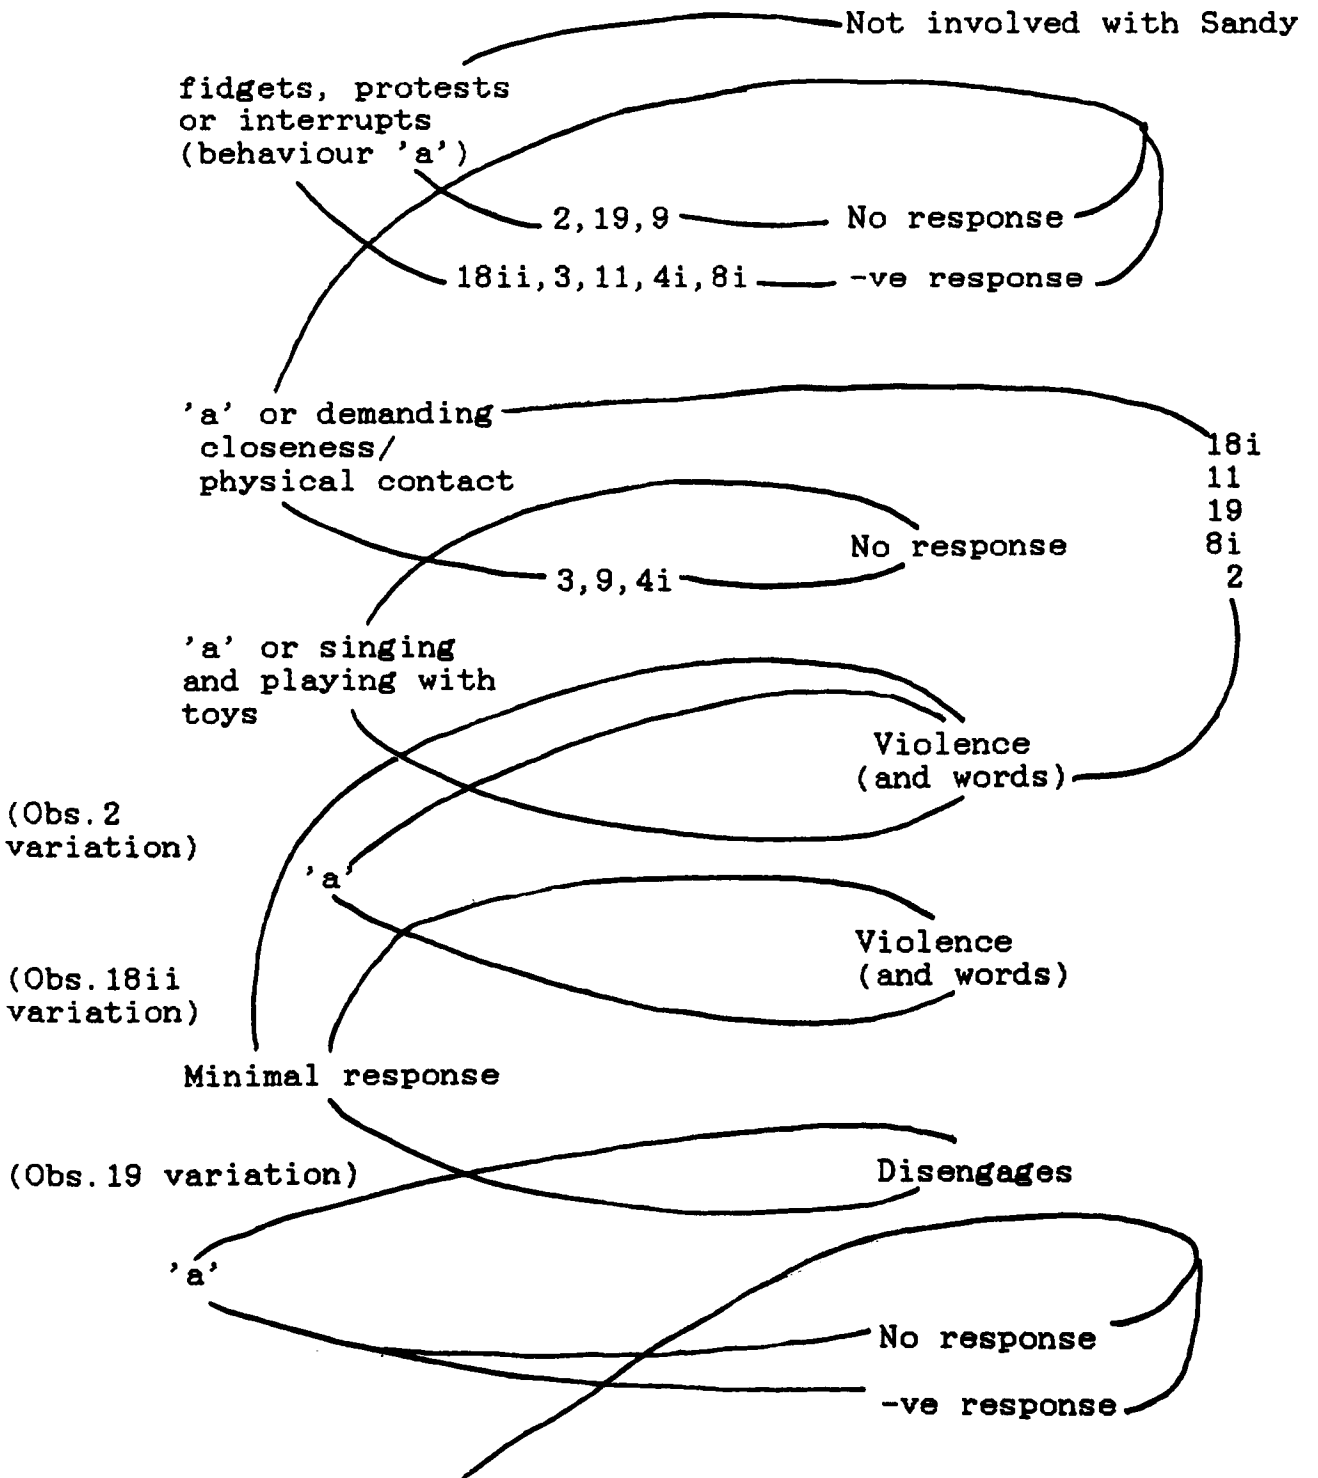 Not involved with Sandy
fidgets, protests
or interrupts
(behaviour 'a')
2,19,9
No response
18ii,3,11,4i,8i
-ve response
'a' or demanding
closeness/
physical contact
18i
11
19
8i
2
No response
3,9,4i
'a' or singing
and playing with
toys
Violence
(and words)
(Obs.2
variation)
'a'
Violence
(and words)
(Obs.18ii
variation)
Minimal response
(Obs.19 variation)
Disengages
'a'
No response
-ve response